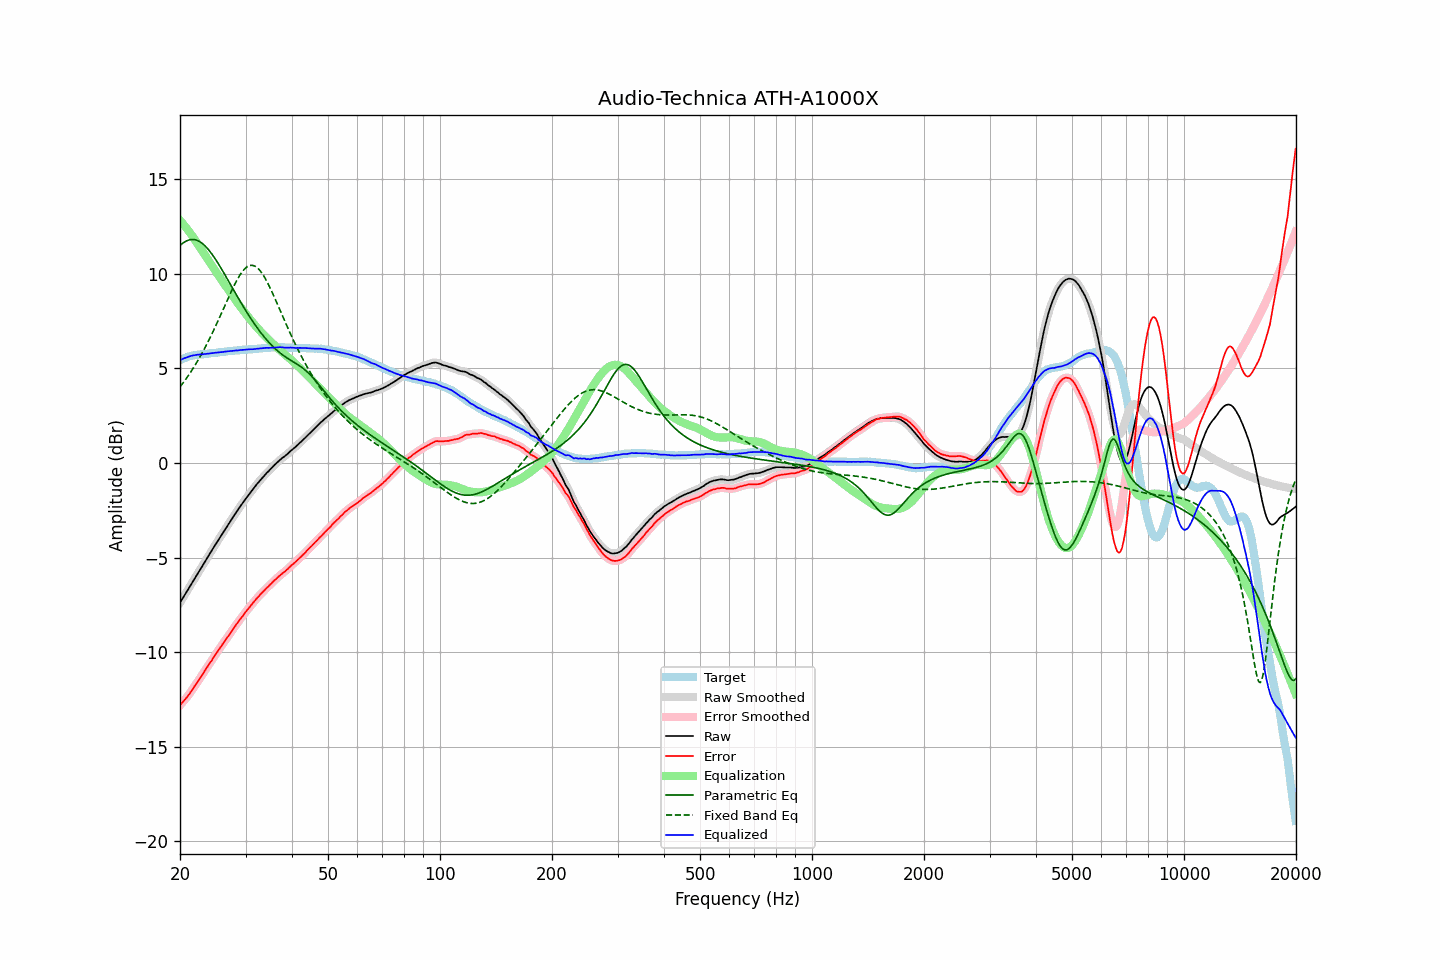 Audio-Technica ATH-A1000X
Amplitude (dBr)
15
10
5
0
−5
−10
−15
−20
Target
Raw Smoothed
Error Smoothed
Raw
Error
Equalization
Parametric Eq
Fixed Band Eq
Equalized
20 50 100 200 500 1000 2000 5000 10000 20000
Frequency (Hz)